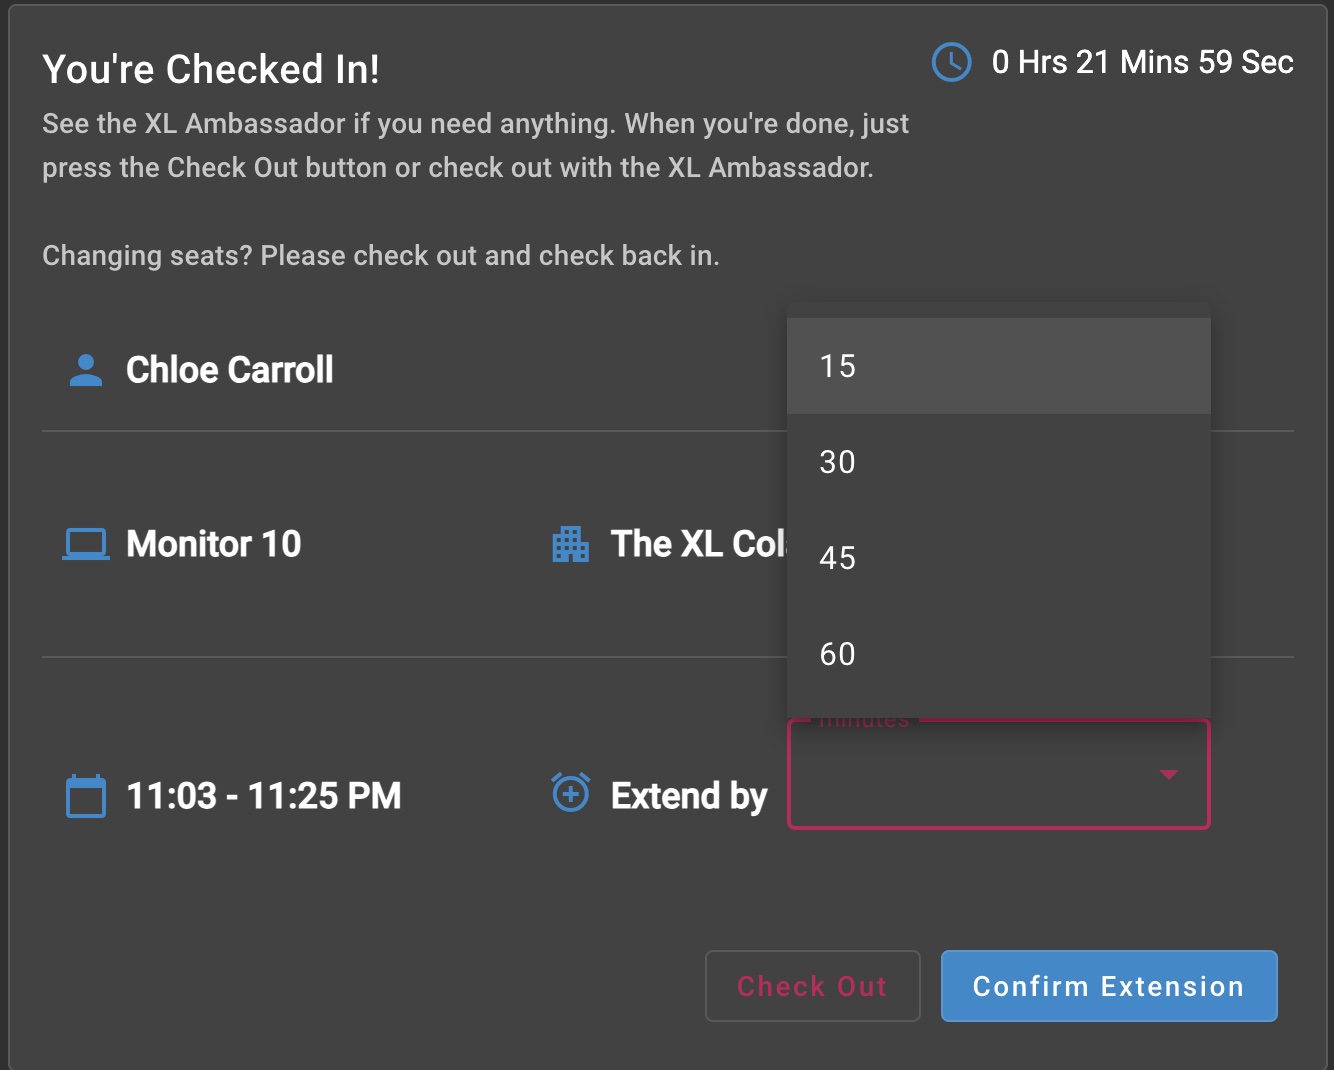 You're Checked In!
0 Hrs 21 Mins 59 Sec
See the XL Ambassador if you need anything. When you're done, just
press the Check Out button or check out with the XL Ambassador.
Changing seats? Please check out and check back in.
Chloe Carroll
15
30
Monitor 10
The XL
45
60
minutes
11:03 - 11:25 PM
Extend by
Check Out
Confirm Extension